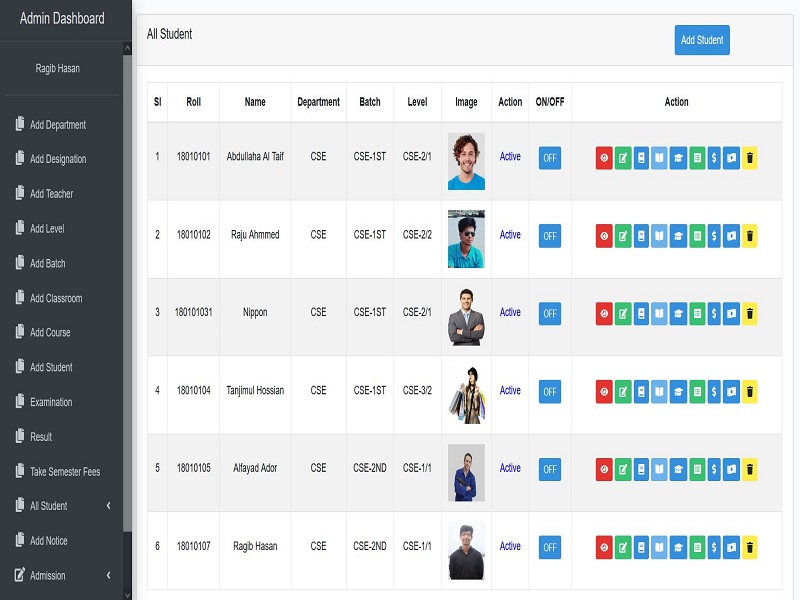 Admin Dashboard
Ragib Hasan
Add Department
Add Designation
Add Teacher
Add Level
Add Batch
Add Classroom
Add Course
Add Student
Examination
Result
Take Semester Fees
All Student
Add Notice
Admission
All Student
Add Student
Sl Roll Name Department Batch Level Image Action ON/OFF Action
1 18010101 Abdullaha Al Taif CSE CSE-1ST CSE-2/1 Active OFF
2 18010102 Raju Ahmmed CSE CSE-1ST CSE-2/2 Active OFF
3 180101031 Nippon CSE CSE-1ST CSE-2/1 Active OFF
4 18010104 Tanjimul Hossian CSE CSE-1ST CSE-3/2 Active OFF
5 18010105 Alfayad Ador CSE CSE-2ND CSE-1/1 Active OFF
6 18010107 Ragib Hasan CSE CSE-2ND CSE-1/1 Active OFF